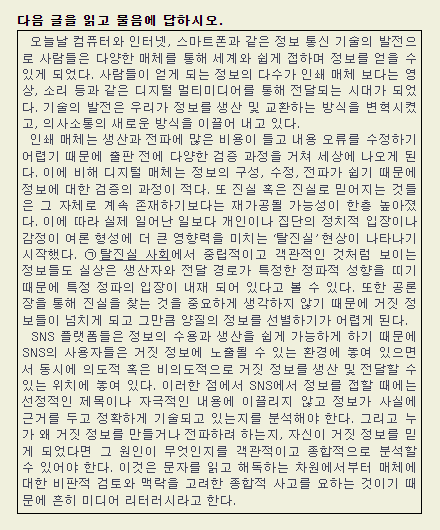 다음 글을 읽고 물음에 답하시오.
오늘날 컴퓨터와 인터넷, 스마트폰과 같은 정보 통신 기술의 발전으
로 사람들은 다양한 매체를 통해 세계와 쉽게 접하며 정보를 얻을 수
있게 되었다. 사람들이 얻게 되는 정보의 다수가 인쇄 매체 보다는 영
상, 소리 등과 같은 디지털 멀티미디어를 통해 전달되는 시대가 되었
다. 기술의 발전은 우리가 정보를 생산 및 교환하는 방식을 변혁시켰
고, 의사소통의 새로운 방식을 이끌어 내고 있다.
인쇄 매체는 생산과 전파에 많은 비용이 들고 내용 오류를 수정하기
어렵기 때문에 출판 전에 다양한 검증 과정을 거쳐 세상에 나오게 된
다. 이에 비해 디지털 매체는 정보의 구성, 수정, 전파가 쉽기 때문에
정보에 대한 검증의 과정이 적다. 또 진실 혹은 진실로 믿어지는 것들
은 그 자체로 계속 존재하기보다는 재가공될 가능성이 한층 높아졌
다. 이에 따라 실제 일어난 일보다 개인이나 집단의 정치적 입장이나
감정이 여론 형성에 더 큰 영향력을 미치는 ‘탈진실’ 현상이 나타나기
시작했다. ㉠탈진실 사회에서 중립적이고 객관적인 것처럼 보이는
정보들도 실상은 생산자와 전달 경로가 특정한 정파적 성향을 띠기
때문에 특정 정파의 입장이 내재 되어 있다고 볼 수 있다. 또한 공론
장을 통해 진실을 찾는 것을 중요하게 생각하지 않기 때문에 거짓 정
보들이 넘치게 되고 그만큼 양질의 정보를 선별하기가 어렵게 된다.
SNS 플랫폼들은 정보의 수용과 생산을 쉽게 가능하게 하기 때문에
SNS의 사용자들은 거짓 정보에 노출될 수 있는 환경에 놓여 있으면
서 동시에 의도적 혹은 비의도적으로 거짓 정보를 생산 및 전달할 수
있는 위치에 놓여 있다. 이러한 점에서 SNS에서 정보를 접할 때에는
선정적인 제목이나 자극적인 내용에 이끌리지 않고 정보가 사실에
근거를 두고 정확하게 기술되고 있는지를 분석해야 한다. 그리고 누
가 왜 거짓 정보를 만들거나 전파하려 하는지, 자신이 거짓 정보를 믿
게 되었다면 그 원인이 무엇인지를 객관적이고 종합적으로 분석할
수 있어야 한다. 이것은 문자를 읽고 해독하는 차원에서부터 매체에
대한 비판적 검토와 맥락을 고려한 종합적 사고를 요하는 것이기 때
문에 흔히 미디어 리터러시라고 한다.